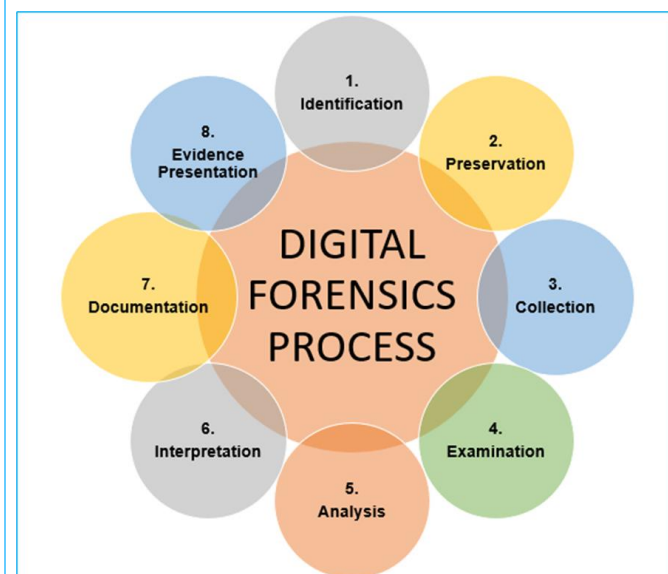 1.
Identification
2.
Preservation
3.
Collection
4.
Examination
5.
Analysis
6.
Interpretation
7.
Documentation
8.
Evidence
Presentation
DIGITAL
FORENSICS
PROCESS